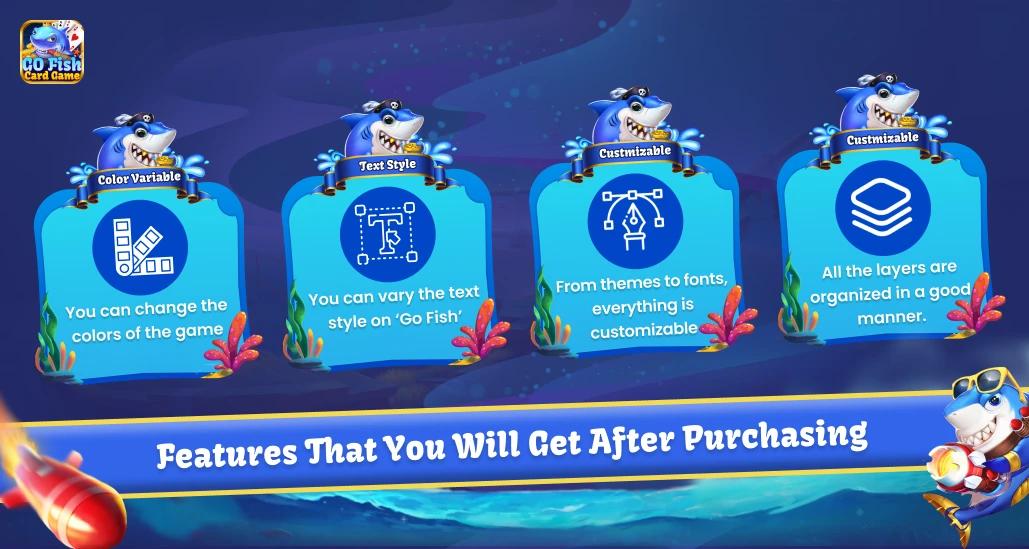 GO Fish
Card Game
Color Variable
You can change the
colors of the game
Text Style
You can vary the text
style on ‘Go Fish’
Custmizable
From themes to fonts,
everything is
customizable
Custmizable
All the layers are
organized in a good
manner.
Features That You Will Get After Purchasing